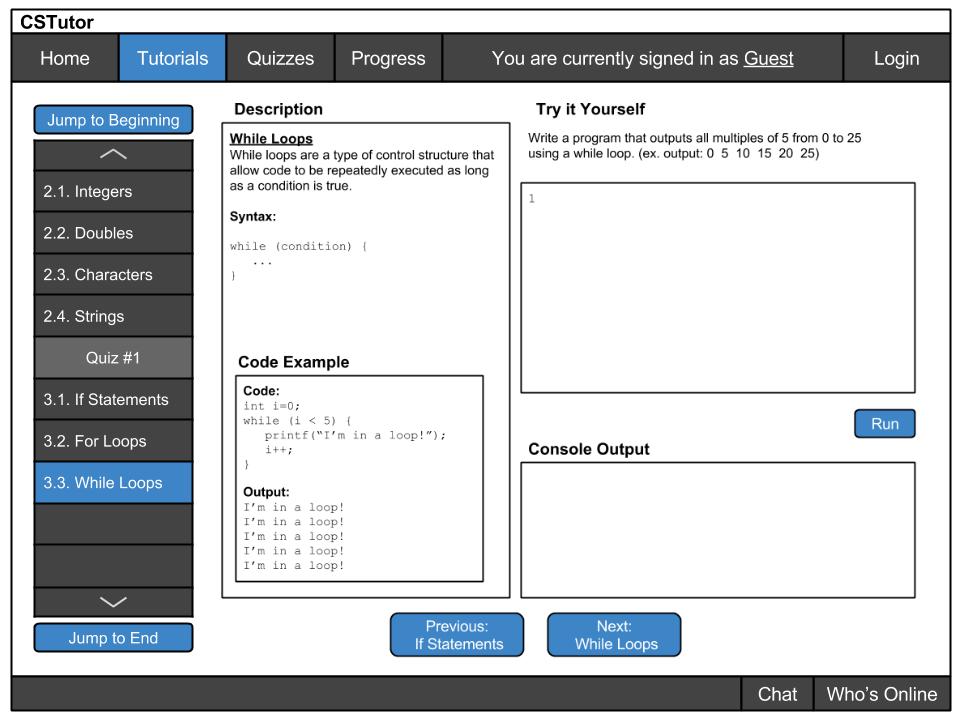 CSTutor
Home Tutorials Quizzes Progress You are currently signed in as Guest Login
Jump to Beginning
2.1. Integers
2.2. Doubles
2.3. Characters
2.4. Strings
Quiz #1
3.1. If Statements
3.2. For Loops
3.3. While Loops
Jump to End
Description
While Loops
While loops are a type of control structure that
allow code to be repeatedly executed as long
as a condition is true.
Syntax:
while (condition) {
...
}
Code Example
Code:
int i=0;
while (i < 5) {
printf(“I’m in a loop!”);
i++;
}
Output:
I’m in a loop!
I’m in a loop!
I’m in a loop!
I’m in a loop!
I’m in a loop!
Try it Yourself
Write a program that outputs all multiples of 5 from 0 to 25
using a while loop. (ex. output: 0 5 10 15 20 25)
1
Run
Console Output
Previous:
If Statements
Next:
While Loops
Chat Who’s Online